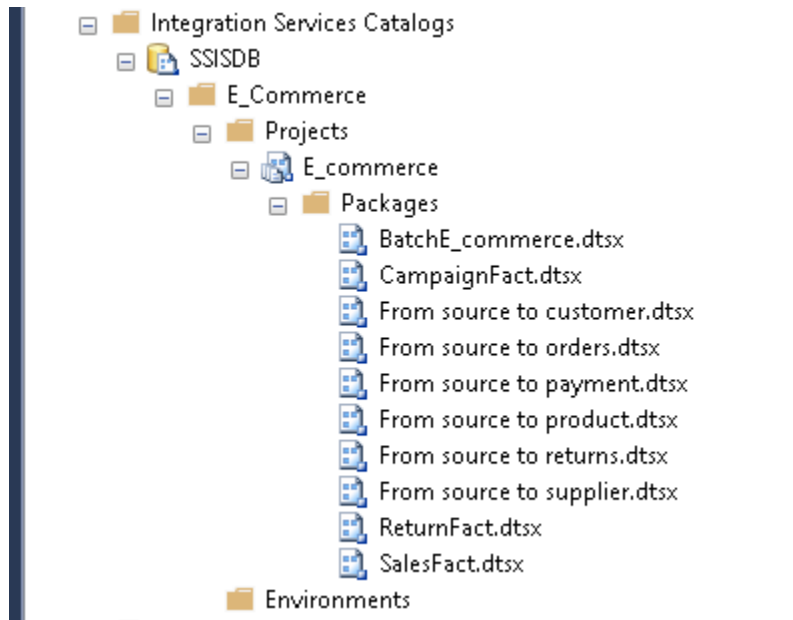 Integration Services Catalogs
SSISDB
E_Commerce
Projects
E_commerce
Packages
BatchE_commerce.dtsx
CampaignFact.dtsx
From source to customer.dtsx
From source to orders.dtsx
From source to payment.dtsx
From source to product.dtsx
From source to returns.dtsx
From source to supplier.dtsx
ReturnFact.dtsx
SalesFact.dtsx
Environments